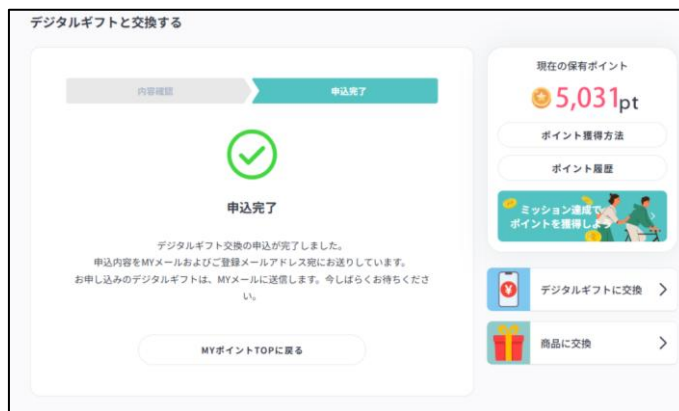 デジタルギフトと交換する
内容確認
申込完了
申込完了
デジタルギフト交換の申込が完了しました。
申込内容をMYメールおよびご登録メールアドレス宛にお送りしています。
お申し込みのデジタルギフトは、MYメールに送信します。今しばらくお待ちくださ
い。
MYポイントTOPに戻る
現在の保有ポイント
5,031pt
ポイント獲得方法
ポイント履歴
ミッション達成で
ポイントを獲得しよう
デジタルギフトに交換
商品に交換